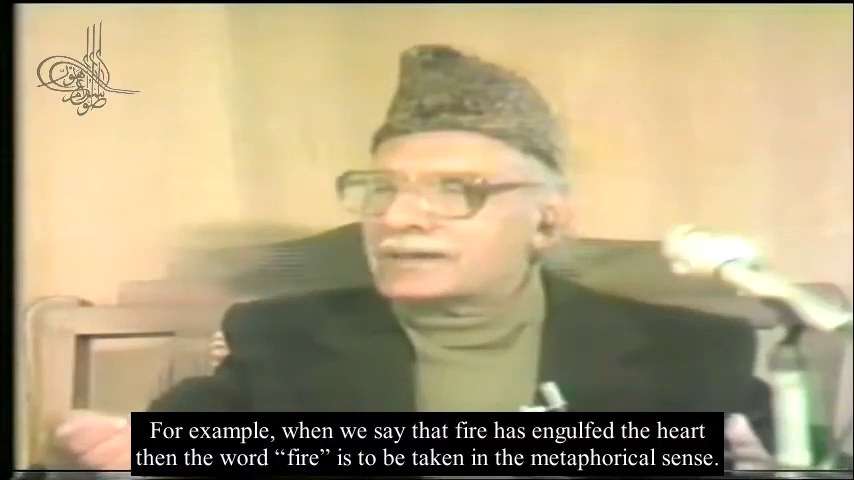 For example, when we say that fire has engulfed the heart
then the word “fire” is to be taken in the metaphorical sense.